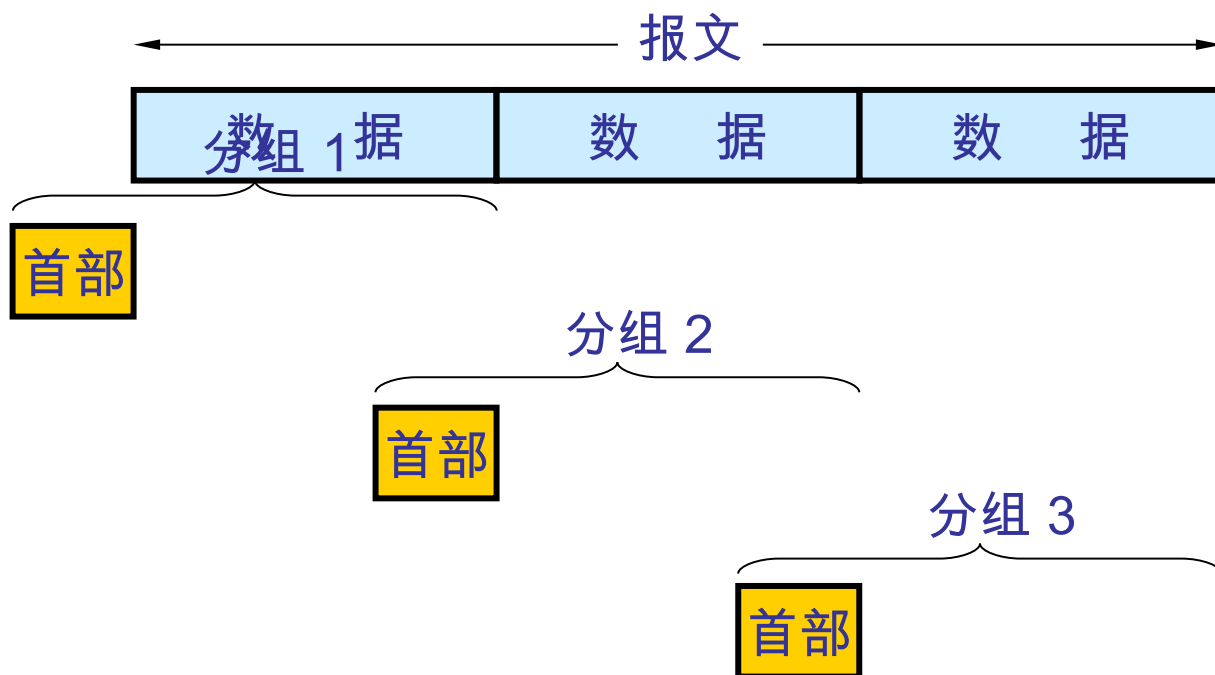 报文
数 据 数 据 数 据
分组 1
首部
分组 2
首部
分组 3
首部